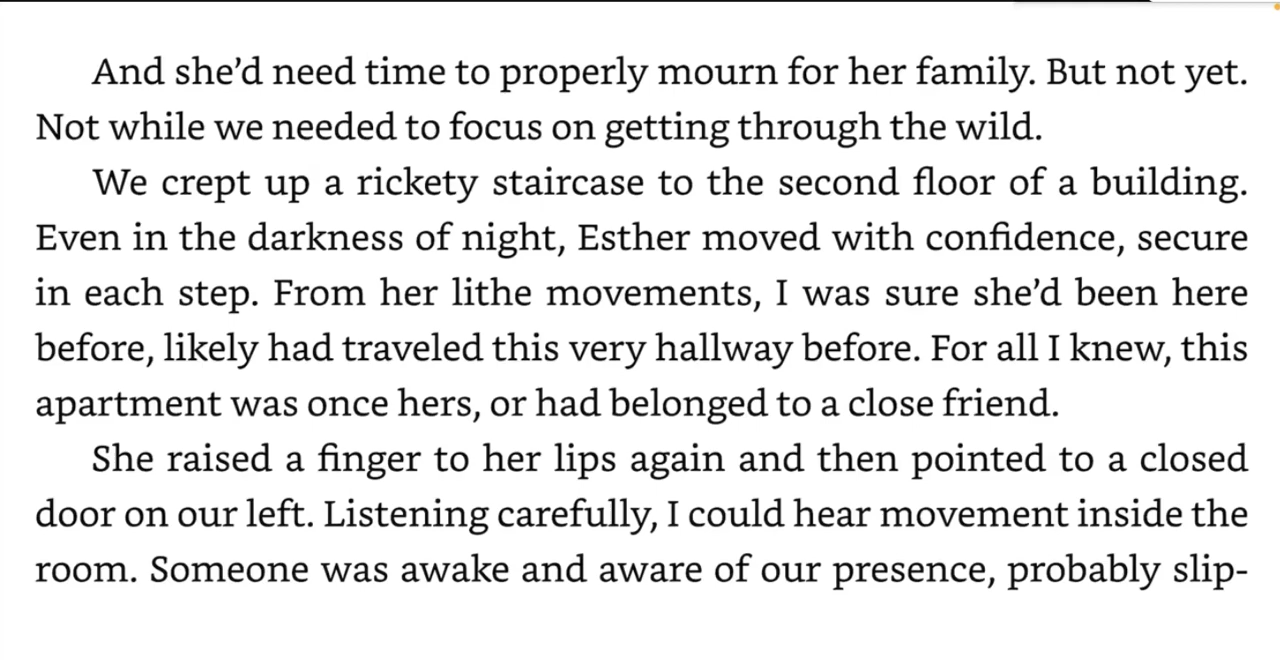 And she’d need time to properly mourn for her family. But not yet.
Not while we needed to focus on getting through the wild.
We crept up a rickety staircase to the second floor of a building.
Even in the darkness of night, Esther moved with confidence, secure
in each step. From her lithe movements, I was sure she’d been here
before, likely had traveled this very hallway before. For all I knew, this
apartment was once hers, or had belonged to a close friend.
She raised a finger to her lips again and then pointed to a closed
door on our left. Listening carefully, I could hear movement inside the
room. Someone was awake and aware of our presence, probably slip-